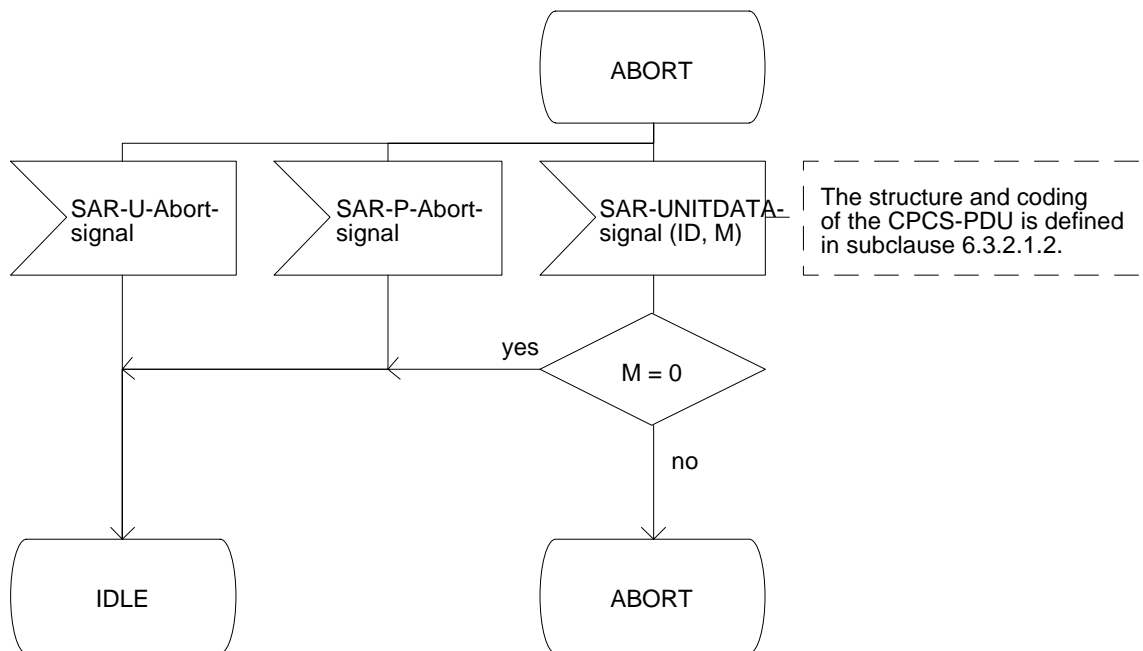 ABORT
SAR-U-Abort-
signal
SAR-P-Abort-
signal
SAR-UNITDATA-
signal (ID, M)
The structure and coding
of the CPCS-PDU is defined
in subclause 6.3.2.1.2.
yes
M = 0
no
IDLE
ABORT